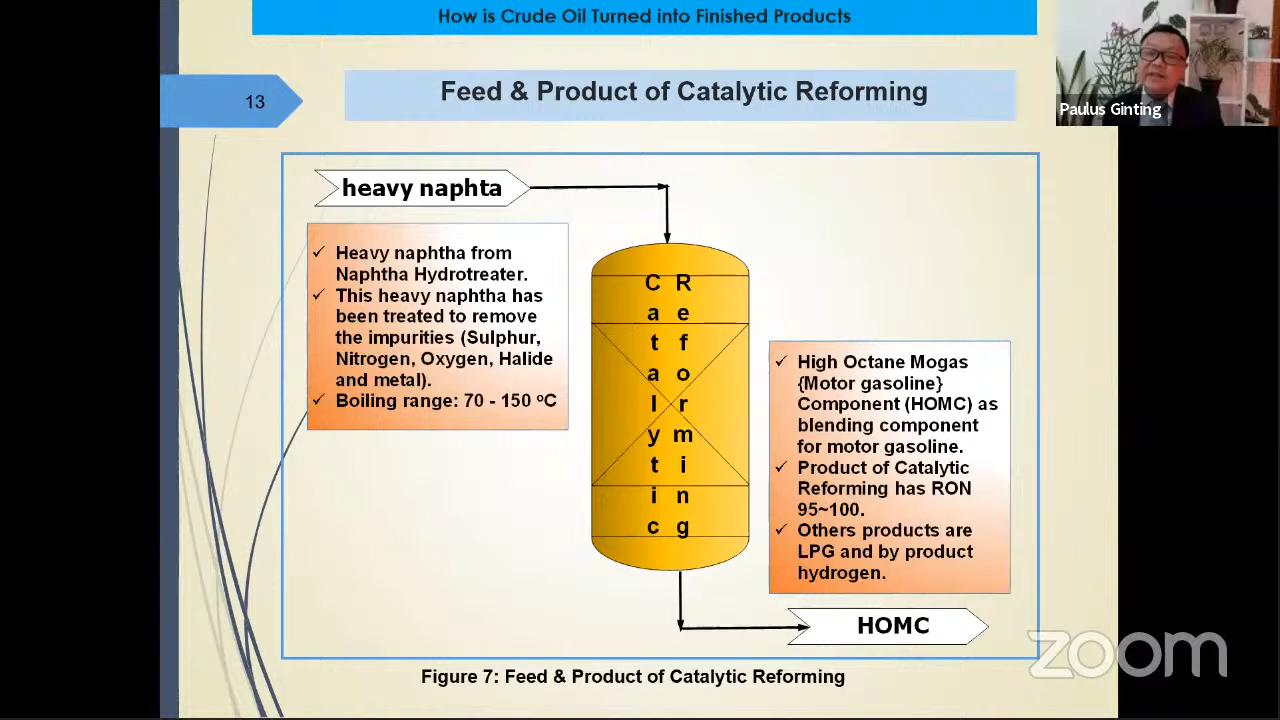 How is Crude Oil Turned into Finished Products
13
Feed & Product of Catalytic Reforming
Paulus Ginting
heavy naphta
✓ Heavy naphtha from
Naphtha Hydrotreater.
✓ This heavy naphtha has
been treated to remove
the impurities (Sulphur,
Nitrogen, Oxygen, Halide
and metal).
✓ Boiling range: 70 - 150 ºC
Catalytic
Reforming
✓ High Octane Mogas
{Motor gasoline}
Component (HOMC) as
blending component
for motor gasoline.
✓ Product of Catalytic
Reforming has RON
95~100.
✓ Others products are
LPG and by product
hydrogen.
HOMC
zoom
Figure 7: Feed & Product of Catalytic Reforming